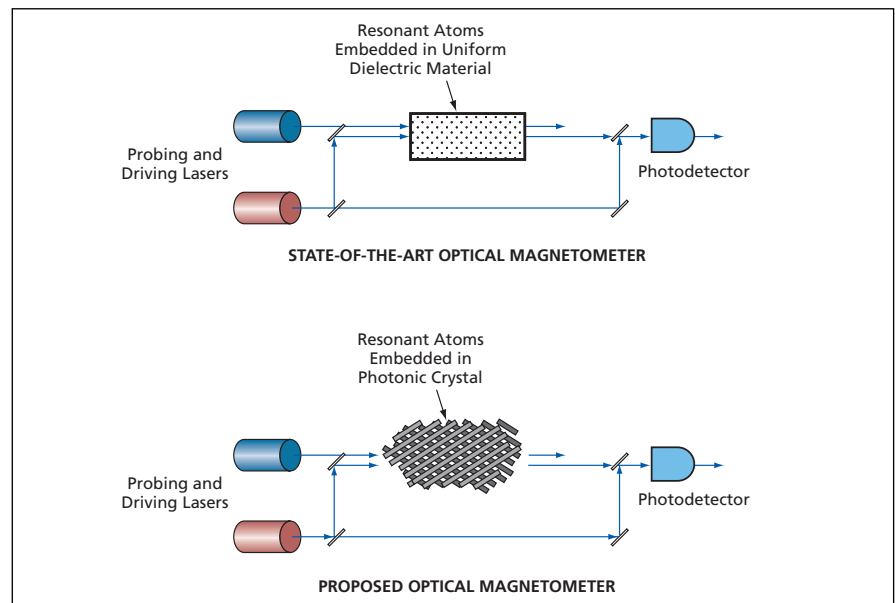 Resonant Atoms
Embedded in Uniform
Dielectric Material
Probing and
Driving Lasers
Photodetector
STATE-OF-THE-ART OPTICAL MAGNETOMETER
Resonant Atoms
Embedded in
Photonic Crystal
Probing and
Driving Lasers
Photodetector
PROPOSED OPTICAL MAGNETOMETER